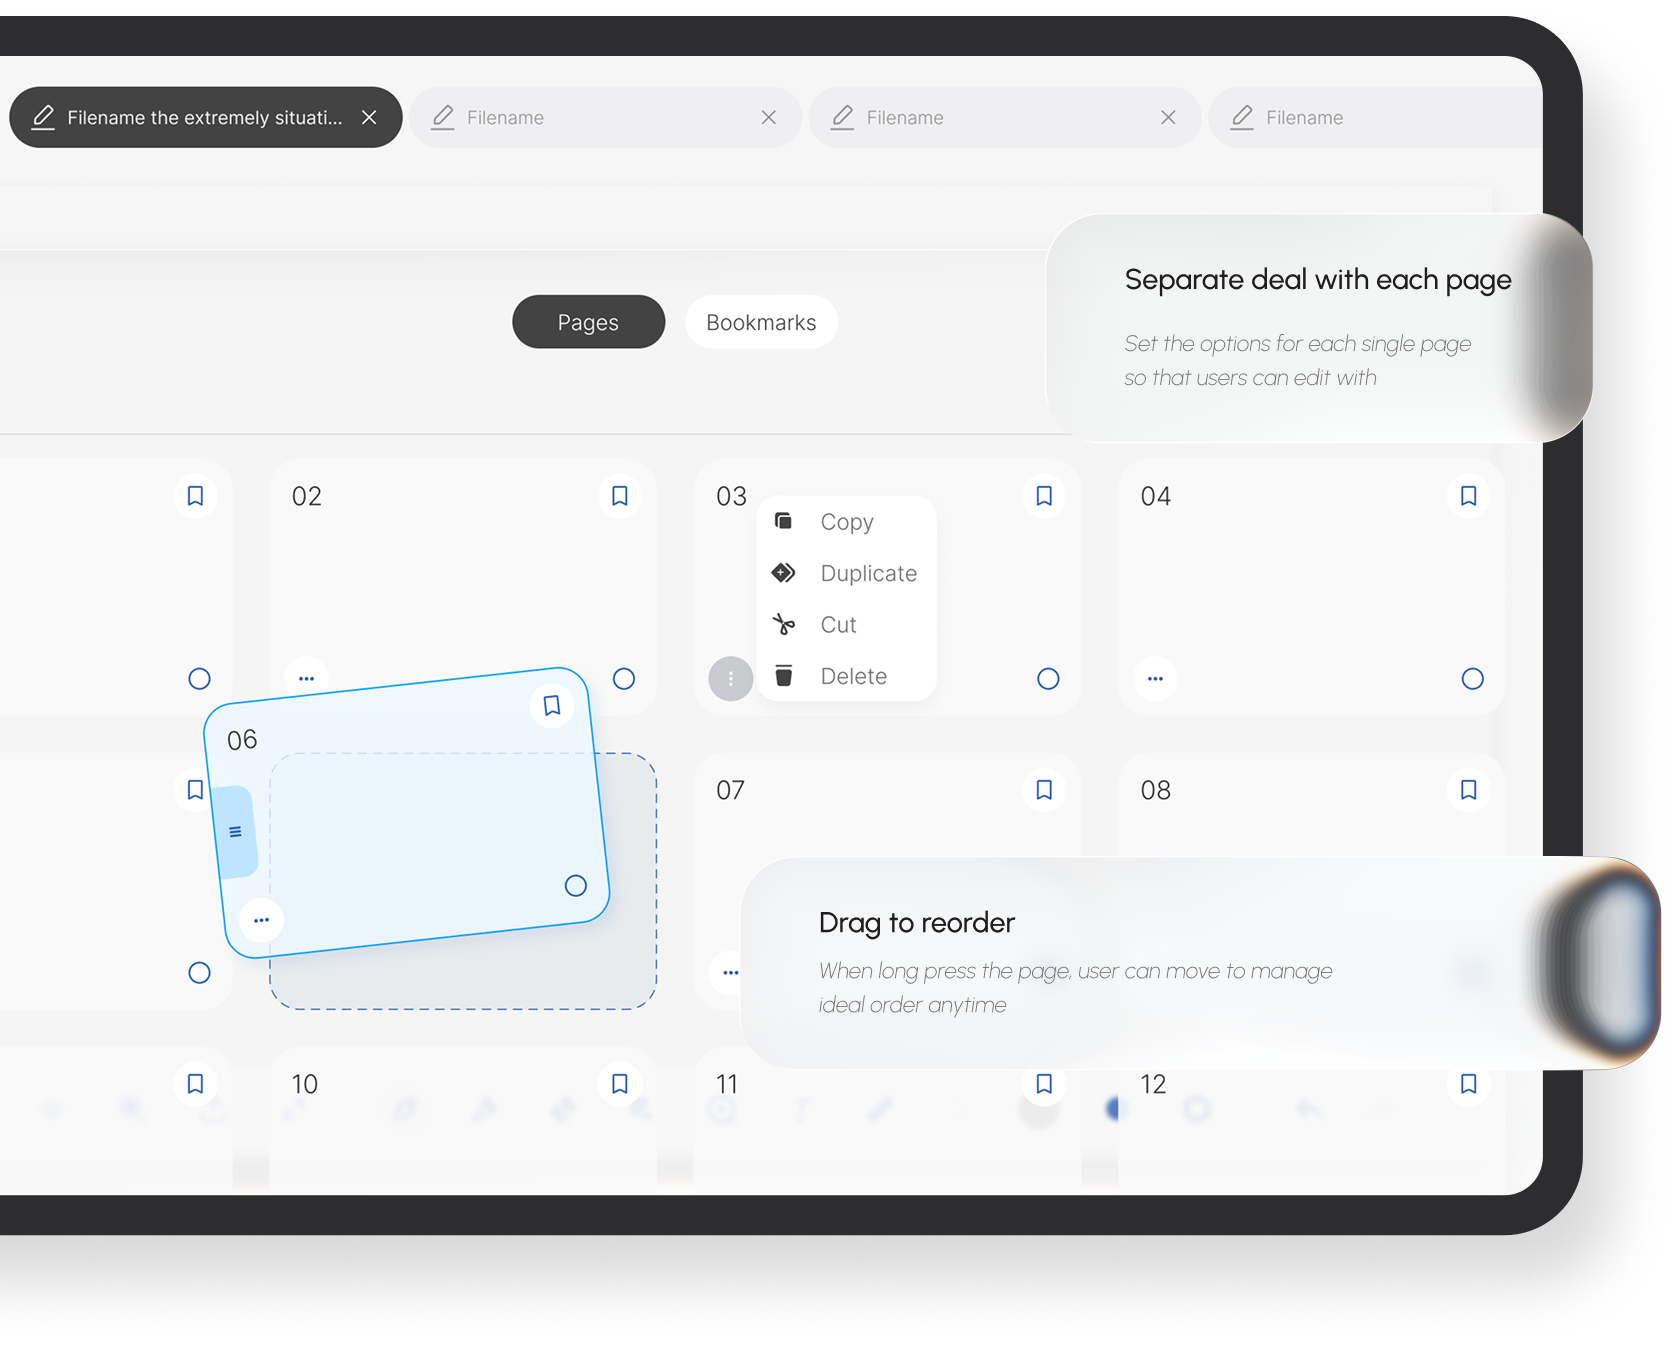 Filename the extremely situati...
Filename
Filename
Filename
Separate deal with each page
Set the options for each single page
so that users can edit with
Pages
Bookmarks
02
03
04
Copy
Duplicate
Cut
Delete
06
07
08
Drag to reorder
When long press the page, user can move to manage
ideal order anytime
10
11
12